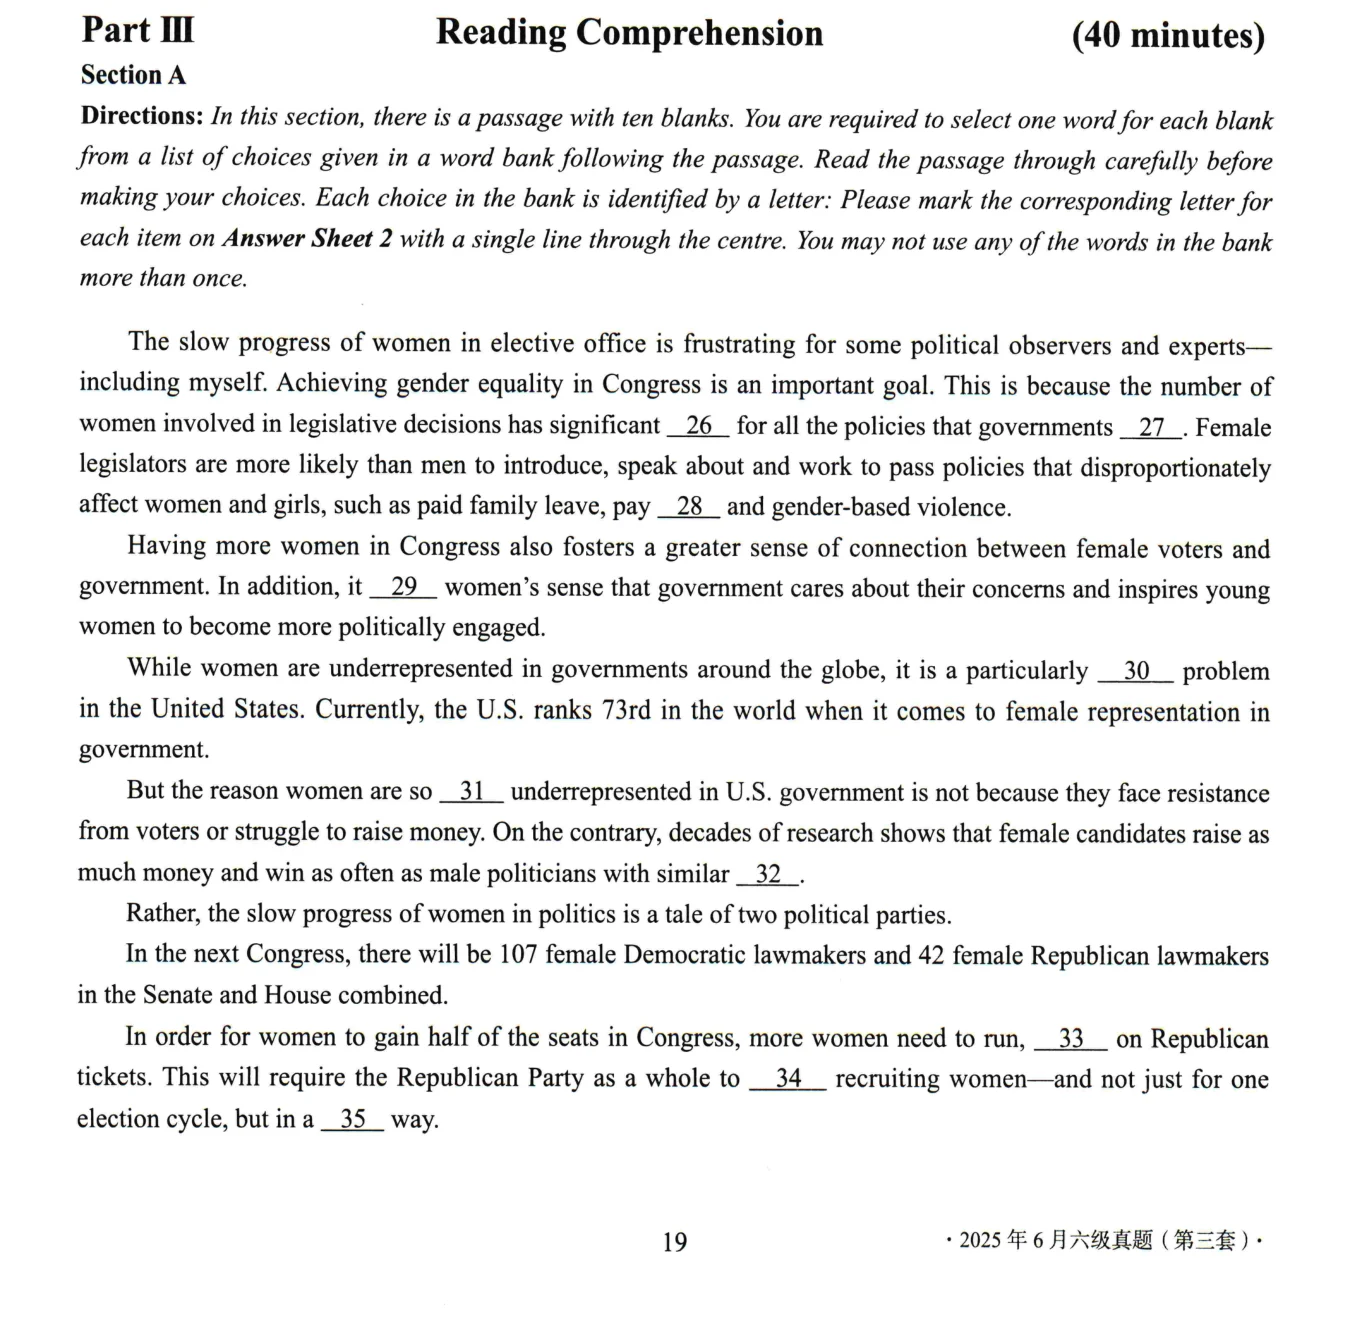 Part III Reading Comprehension (40 minutes)
Section A
Directions: In this section, there is a passage with ten blanks. You are required to select one word for each blank
from a list of choices given in a word bank following the passage. Read the passage through carefully before
making your choices. Each choice in the bank is identified by a letter: Please mark the corresponding letter for
each item on Answer Sheet 2 with a single line through the centre. You may not use any of the words in the bank
more than once.
The slow progress of women in elective office is frustrating for some political observers and experts—
including myself. Achieving gender equality in Congress is an important goal. This is because the number of
women involved in legislative decisions has significant 26 for all the policies that governments 27. Female
legislators are more likely than men to introduce, speak about and work to pass policies that disproportionately
affect women and girls, such as paid family leave, pay 28 and gender-based violence.
Having more women in Congress also fosters a greater sense of connection between female voters and
government. In addition, it 29 women's sense that government cares about their concerns and inspires young
women to become more politically engaged.
While women are underrepresented in governments around the globe, it is a particularly 30 problem
in the United States. Currently, the U.S. ranks 73rd in the world when it comes to female representation in
government.
But the reason women are so 31 underrepresented in U.S. government is not because they face resistance
from voters or struggle to raise money. On the contrary, decades of research shows that female candidates raise as
much money and win as often as male politicians with similar 32.
Rather, the slow progress of women in politics is a tale of two political parties.
In the next Congress, there will be 107 female Democratic lawmakers and 42 female Republican lawmakers
in the Senate and House combined.
In order for women to gain half of the seats in Congress, more women need to run, 33 on Republican
tickets. This will require the Republican Party as a whole to 34 recruiting women—and not just for one
election cycle, but in a 35 way.
19 ·2025年6月六级真题(第三套)·